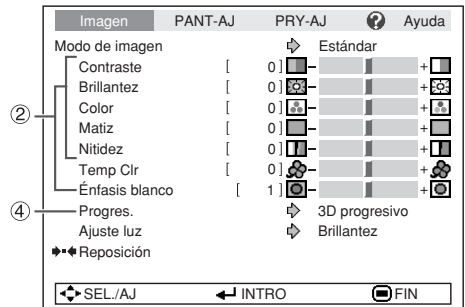 Imagen PANT-AJ PRY-AJ ? Ayuda
Modo de imagen Estándar
Contraste [ 0 ] − +
② Brillantez [ 0 ] − +
Color [ 0 ] − +
Matiz [ 0 ] − +
Nitidez [ 0 ] − +
Temp Clr [ 0 ] − +
Énfasis blanco [ 1 ] − +
④ Progres. 3D progresivo
Ajuste luz Brillantez
Reposición
SEL./AJ INTRO FIN